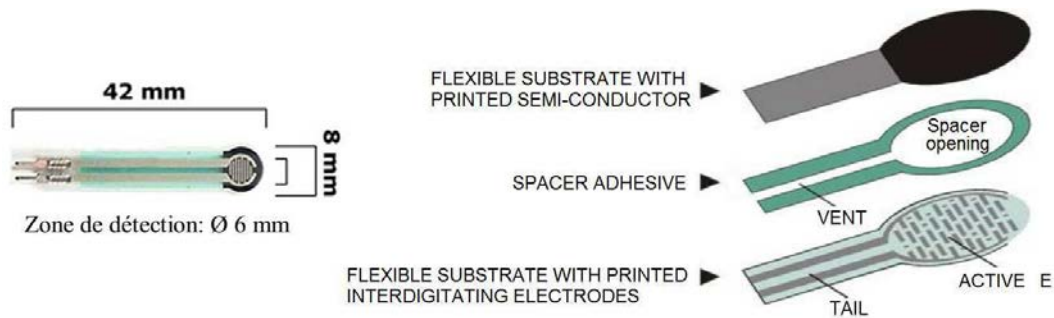 42 mm
8 mm
Zone de détection: Ø 6 mm
FLEXIBLE SUBSTRATE WITH
PRINTED SEMI-CONDUCTOR
Spacer
opening
SPACER ADHESIVE
VENT
FLEXIBLE SUBSTRATE WITH PRINTED
INTERDIGITATING ELECTRODES
ACTIVE E
TAIL